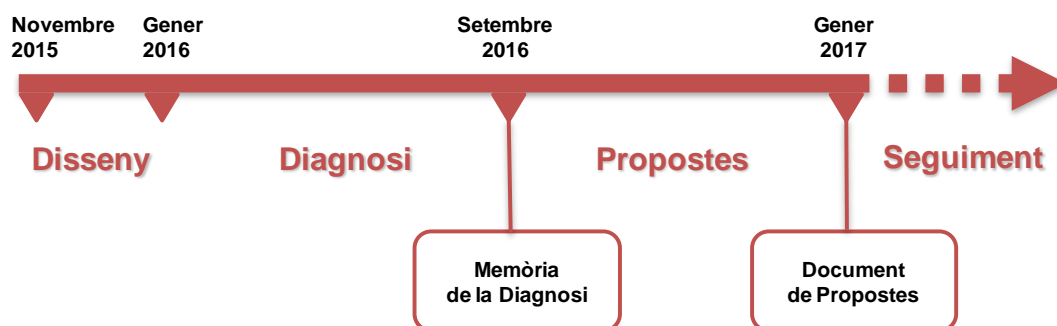 Novembre
2015
Gener
2016
Setembre
2016
Gener
2017
Disseny
Diagnosi
Propostes
Seguiment
Memòria
de la Diagnosi
Document
de Propostes